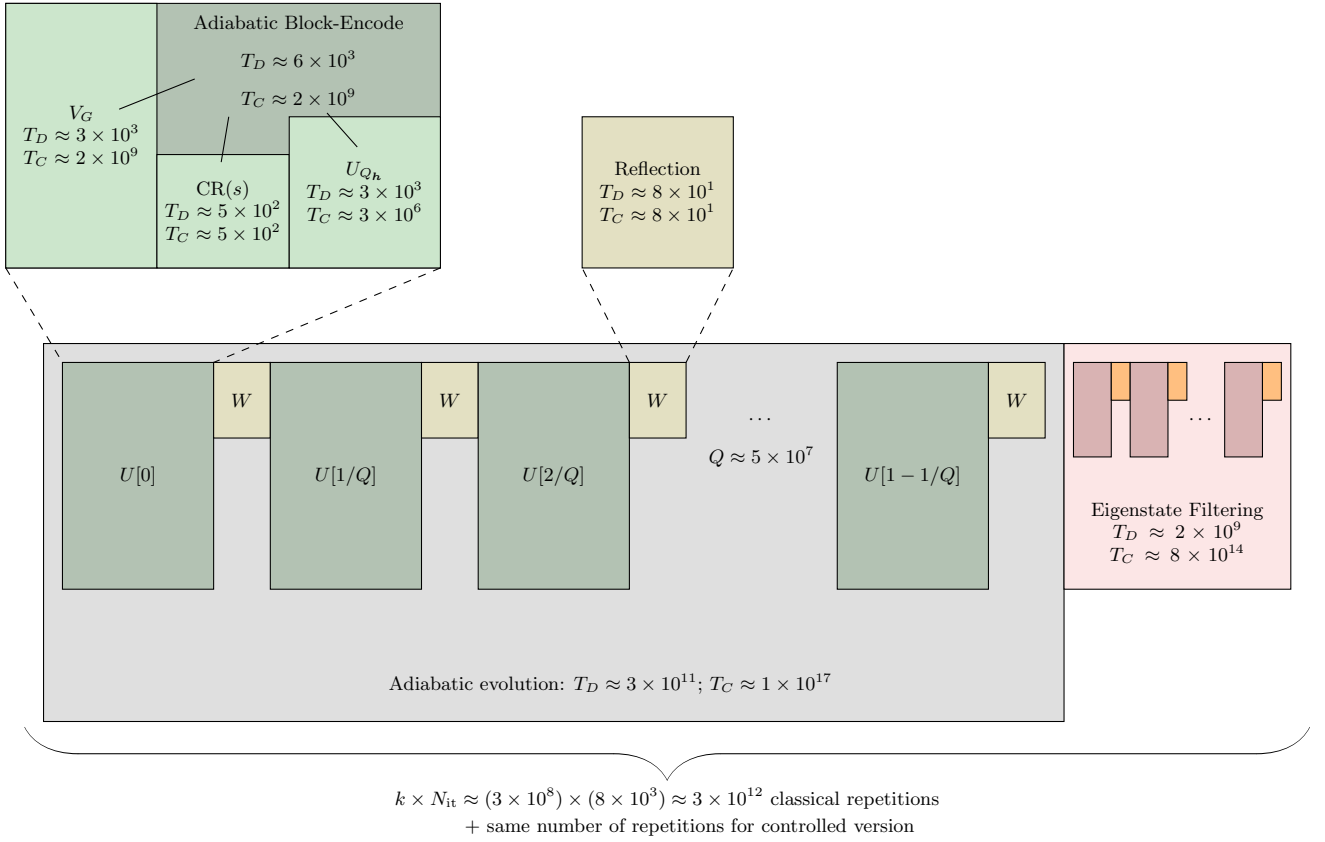 Adiabatic Block-Encode
T_D ≈ 6 × 10^3
T_C ≈ 2 × 10^9
V_G
T_D ≈ 3 × 10^3
T_C ≈ 2 × 10^9
CR(s)
T_D ≈ 5 × 10^2
T_C ≈ 5 × 10^2
U_{Q_h}
T_D ≈ 3 × 10^3
T_C ≈ 3 × 10^6
Reflection
T_D ≈ 8 × 10^1
T_C ≈ 8 × 10^1
U[0]
W
U[1/Q]
W
U[2/Q]
W
...
Q ≈ 5 × 10^7
U[1 − 1/Q]
W
...
Eigenstate Filtering
T_D ≈ 2 × 10^9
T_C ≈ 8 × 10^14
Adiabatic evolution: T_D ≈ 3 × 10^11; T_C ≈ 1 × 10^17
k × N_it ≈ (3 × 10^8) × (8 × 10^3) ≈ 3 × 10^12 classical repetitions
+ same number of repetitions for controlled version